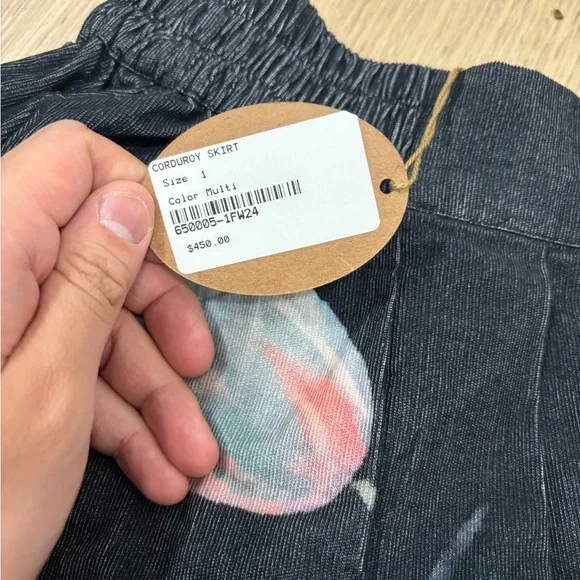 CORDUROY SKIRT
Size 1
Color Multi
650005-1FW24
$450.00